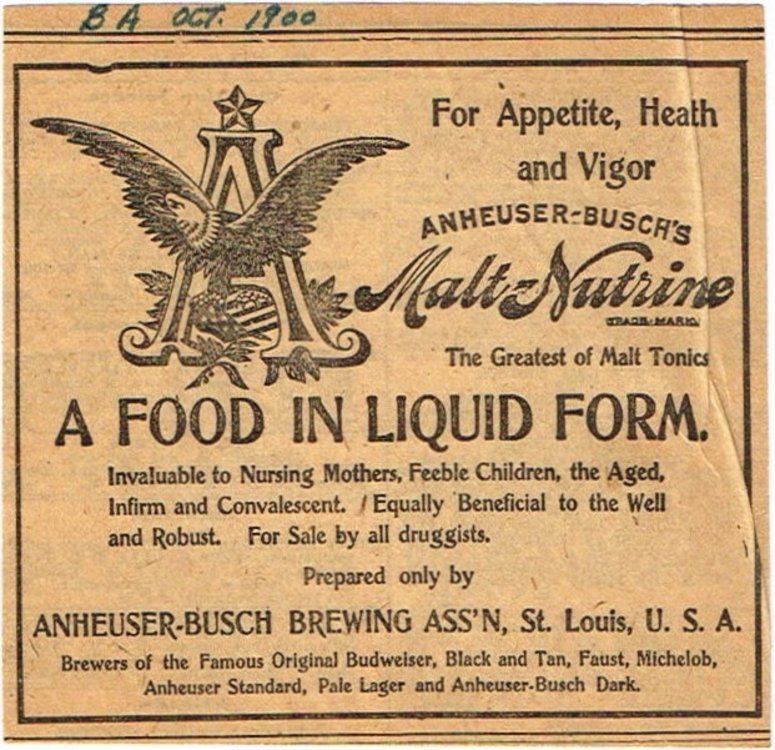 BA OCT. 1900
For Appetite, Heath
and Vigor
ANHEUSER-BUSCH'S
Malt-Nutrine
TRADE-MARK.
The Greatest of Malt Tonics
A FOOD IN LIQUID FORM.
Invaluable to Nursing Mothers, Feeble Children, the Aged,
Infirm and Convalescent. Equally Beneficial to the Well
and Robust. For Sale by all druggists.
Prepared only by
ANHEUSER-BUSCH BREWING ASS'N, St. Louis, U. S. A.
Brewers of the Famous Original Budweiser, Black and Tan, Faust, Michelob,
Anheuser Standard, Pale Lager and Anheuser-Busch Dark.